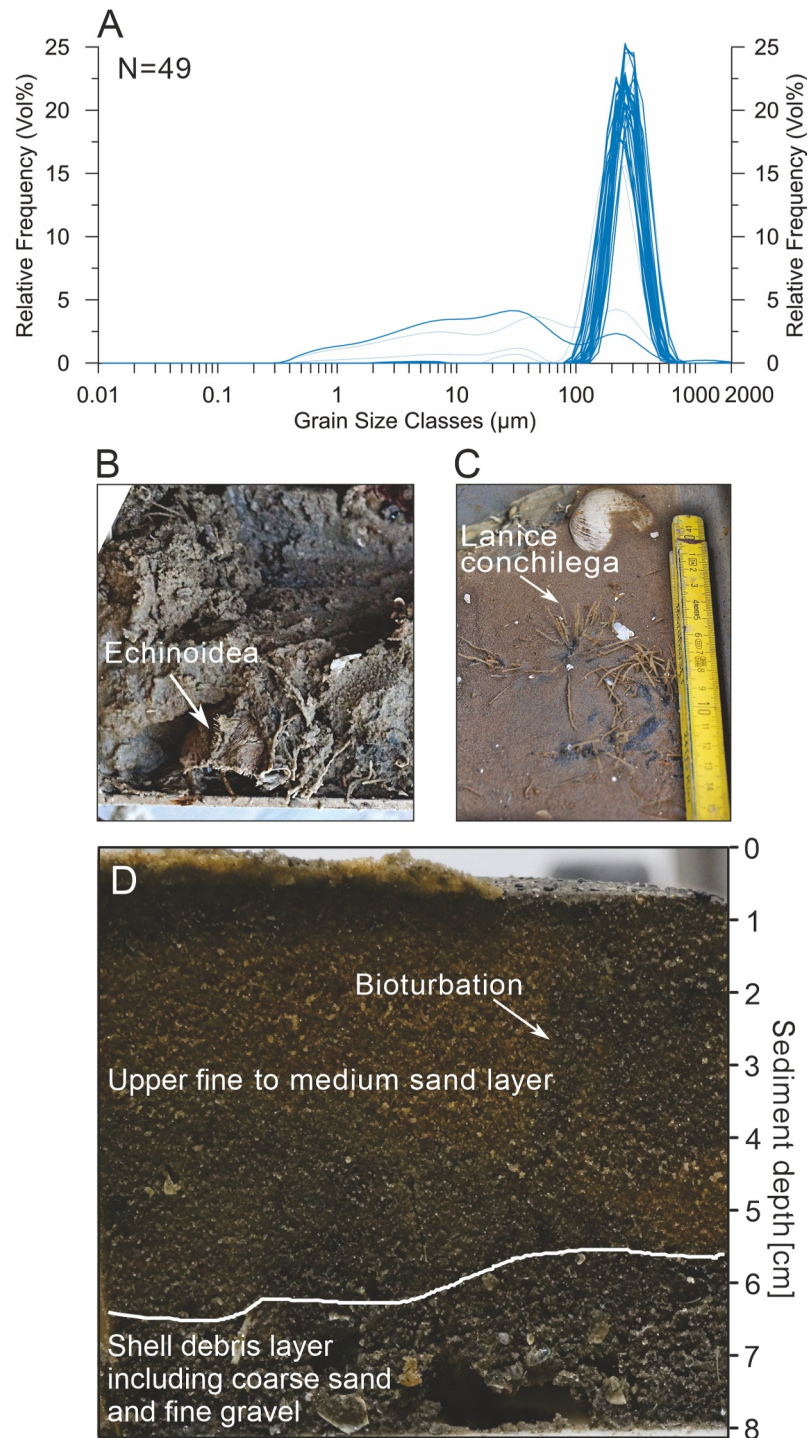 A
N=49
Relative Frequency (Vol%)
25
20
15
10
5
0
25
20
15
10
5
0
Relative Frequency (Vol%)
0.01 0.1 1 10 100 1000 2000
Grain Size Classes (µm)
B
Echinoidea
C
Lanice
conchilega
10
D
Bioturbation
Upper fine to medium sand layer
Shell debris layer
including coarse sand
and fine gravel
0
1
2
3
4
5
6
7
8
Sediment depth [cm]